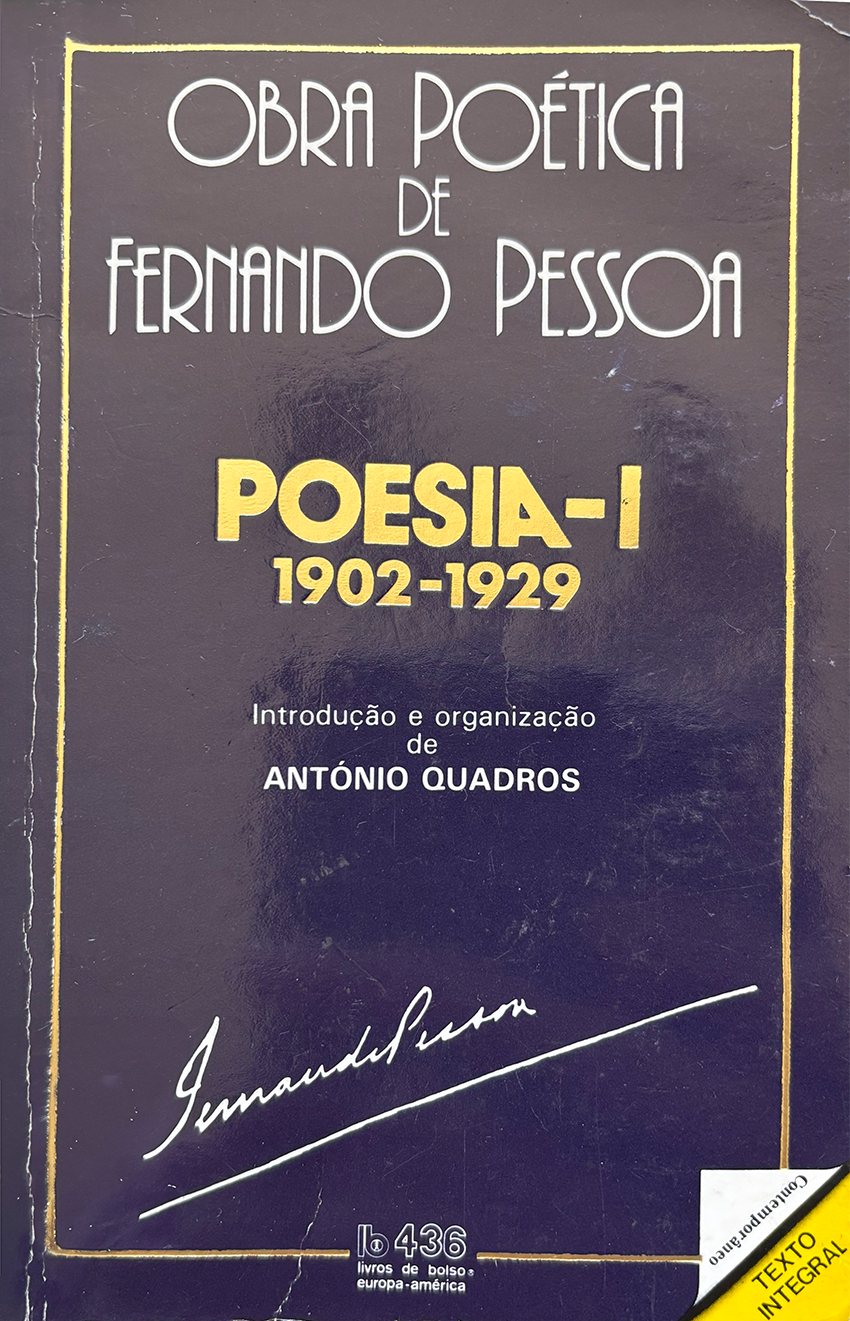 OBRA POÉTICA
DE
FERNANDO PESSOA
POESIA-I
1902-1929
Introdução e organização
de
ANTÓNIO QUADROS
Fernando Pessoa
lb 436
livros de bolso
europa-américa
Contemporâneo
TEXTO
INTEGRAL